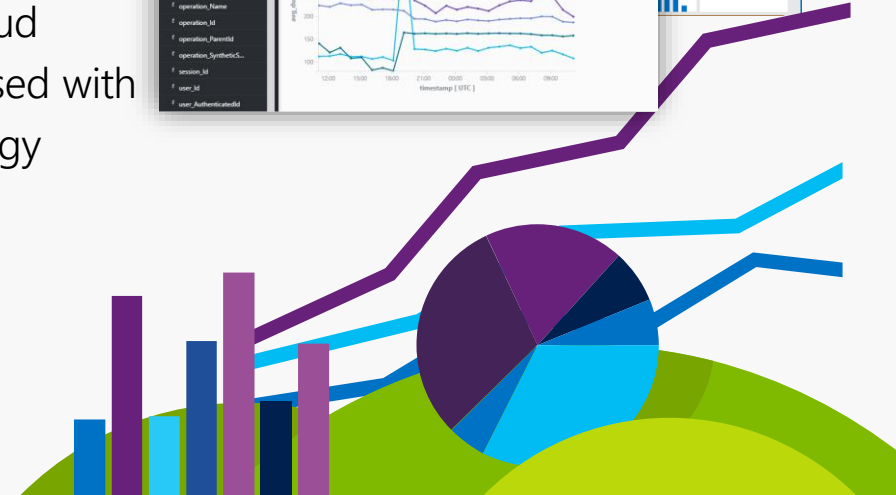 ud
sed with
gy
operation_Name
operation_Id
operation_ParentId
operation_SyntheticS...
session_Id
user_Id
user_AuthenticatedId
200
150
100
12:00 15:00 18:00 21:00 00:00 03:00 06:00 09:00
timestamp [ UTC ]